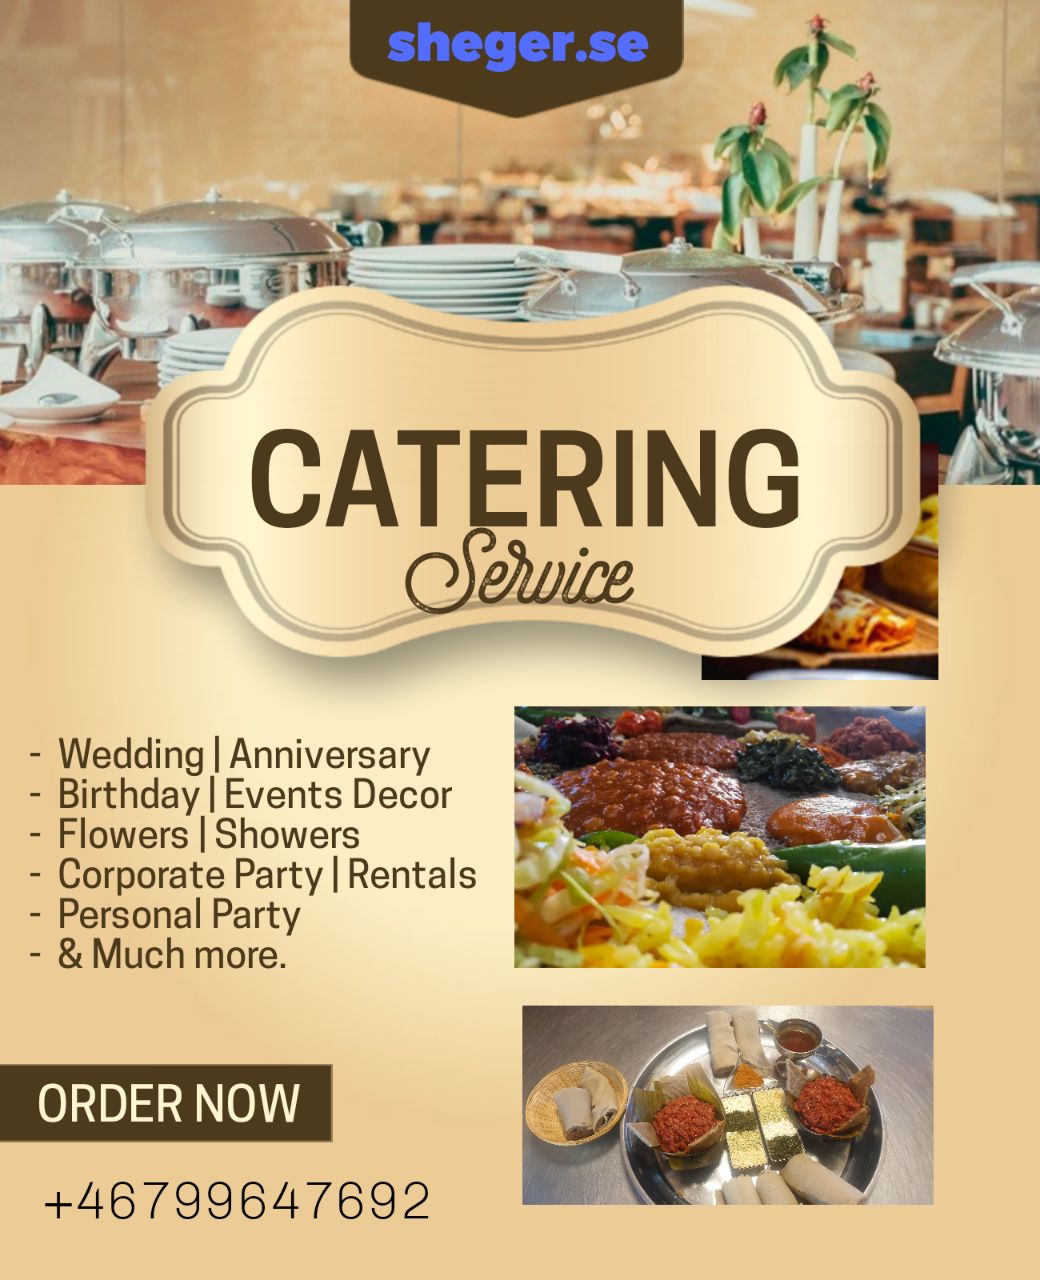 sheger.se
CATERING
Service
- Wedding | Anniversary
- Birthday | Events Decor
- Flowers | Showers
- Corporate Party | Rentals
- Personal Party
- & Much more.
ORDER NOW
+46799647692